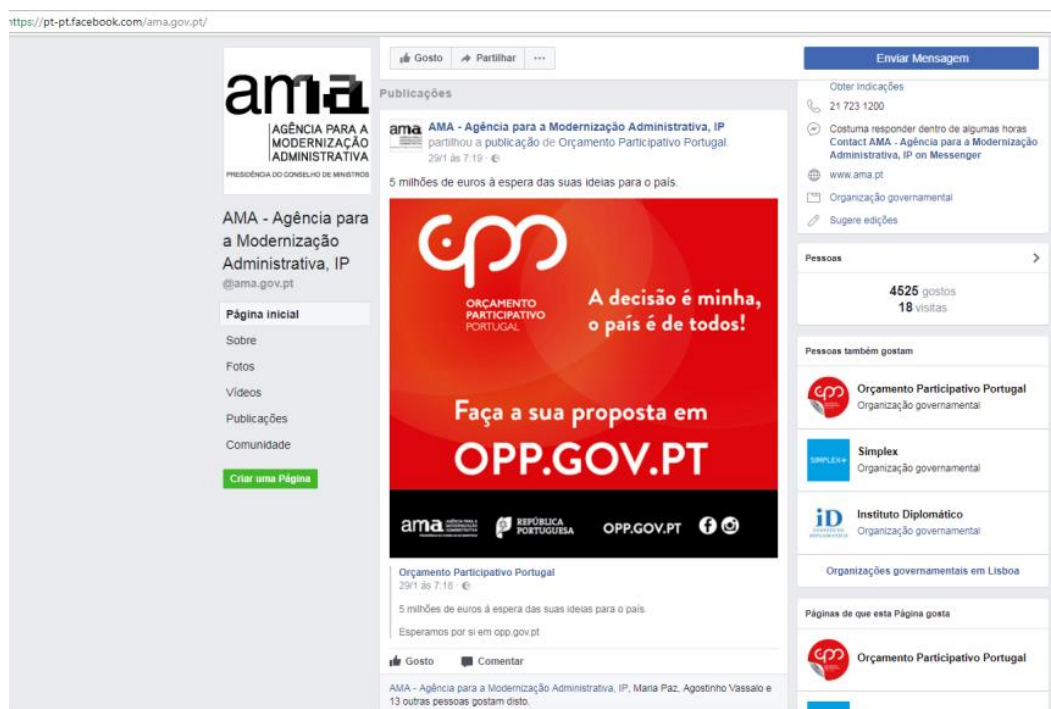 https://pt-pt.facebook.com/ama.gov.pt/
ama
AGÊNCIA PARA A
MODERNIZAÇÃO
ADMINISTRATIVA
PRESIDÊNCIA DO CONSELHO DE MINISTROS
AMA - Agência para
a Modernização
Administrativa, IP
@ama.gov.pt
Página inicial
Sobre
Fotos
Vídeos
Publicações
Comunidade
Criar uma Página
Gosto Partilhar ...
Publicações
ama
AMA - Agência para a Modernização Administrativa, IP
partilhou a publicação de Orçamento Participativo Portugal.
29/1 às 7:19 ·
5 milhões de euros à espera das suas ideias para o país.
ORÇAMENTO
PARTICIPATIVO
PORTUGAL
A decisão é minha,
o país é de todos!
Faça a sua proposta em
OPP.GOV.PT
ama
REPÚBLICA
PORTUGUESA
OPP.GOV.PT
Orçamento Participativo Portugal
29/1 às 7:18 ·
5 milhões de euros à espera das suas ideias para o país.
Esperamos por si em opp.gov.pt
Gosto Comentar
AMA - Agência para a Modernização Administrativa, IP, Maria Paz, Agostinho Vassalo e
13 outras pessoas gostam disto.
Enviar Mensagem
Obter Indicações
21 723 1200
Costuma responder dentro de algumas horas
Contact AMA - Agência para a Modernização
Administrativa, IP on Messenger
www.ama.pt
Organização governamental
Sugere edições
Pessoas
4525 gostos
18 visitas
Pessoas também gostam
Orçamento Participativo Portugal
Organização governamental
SIMPLEX+
Simplex
Organização governamental
iD
Instituto Diplomático
Organização governamental
Organizações governamentais em Lisboa
Páginas de que esta Página gosta
Orçamento Participativo Portugal